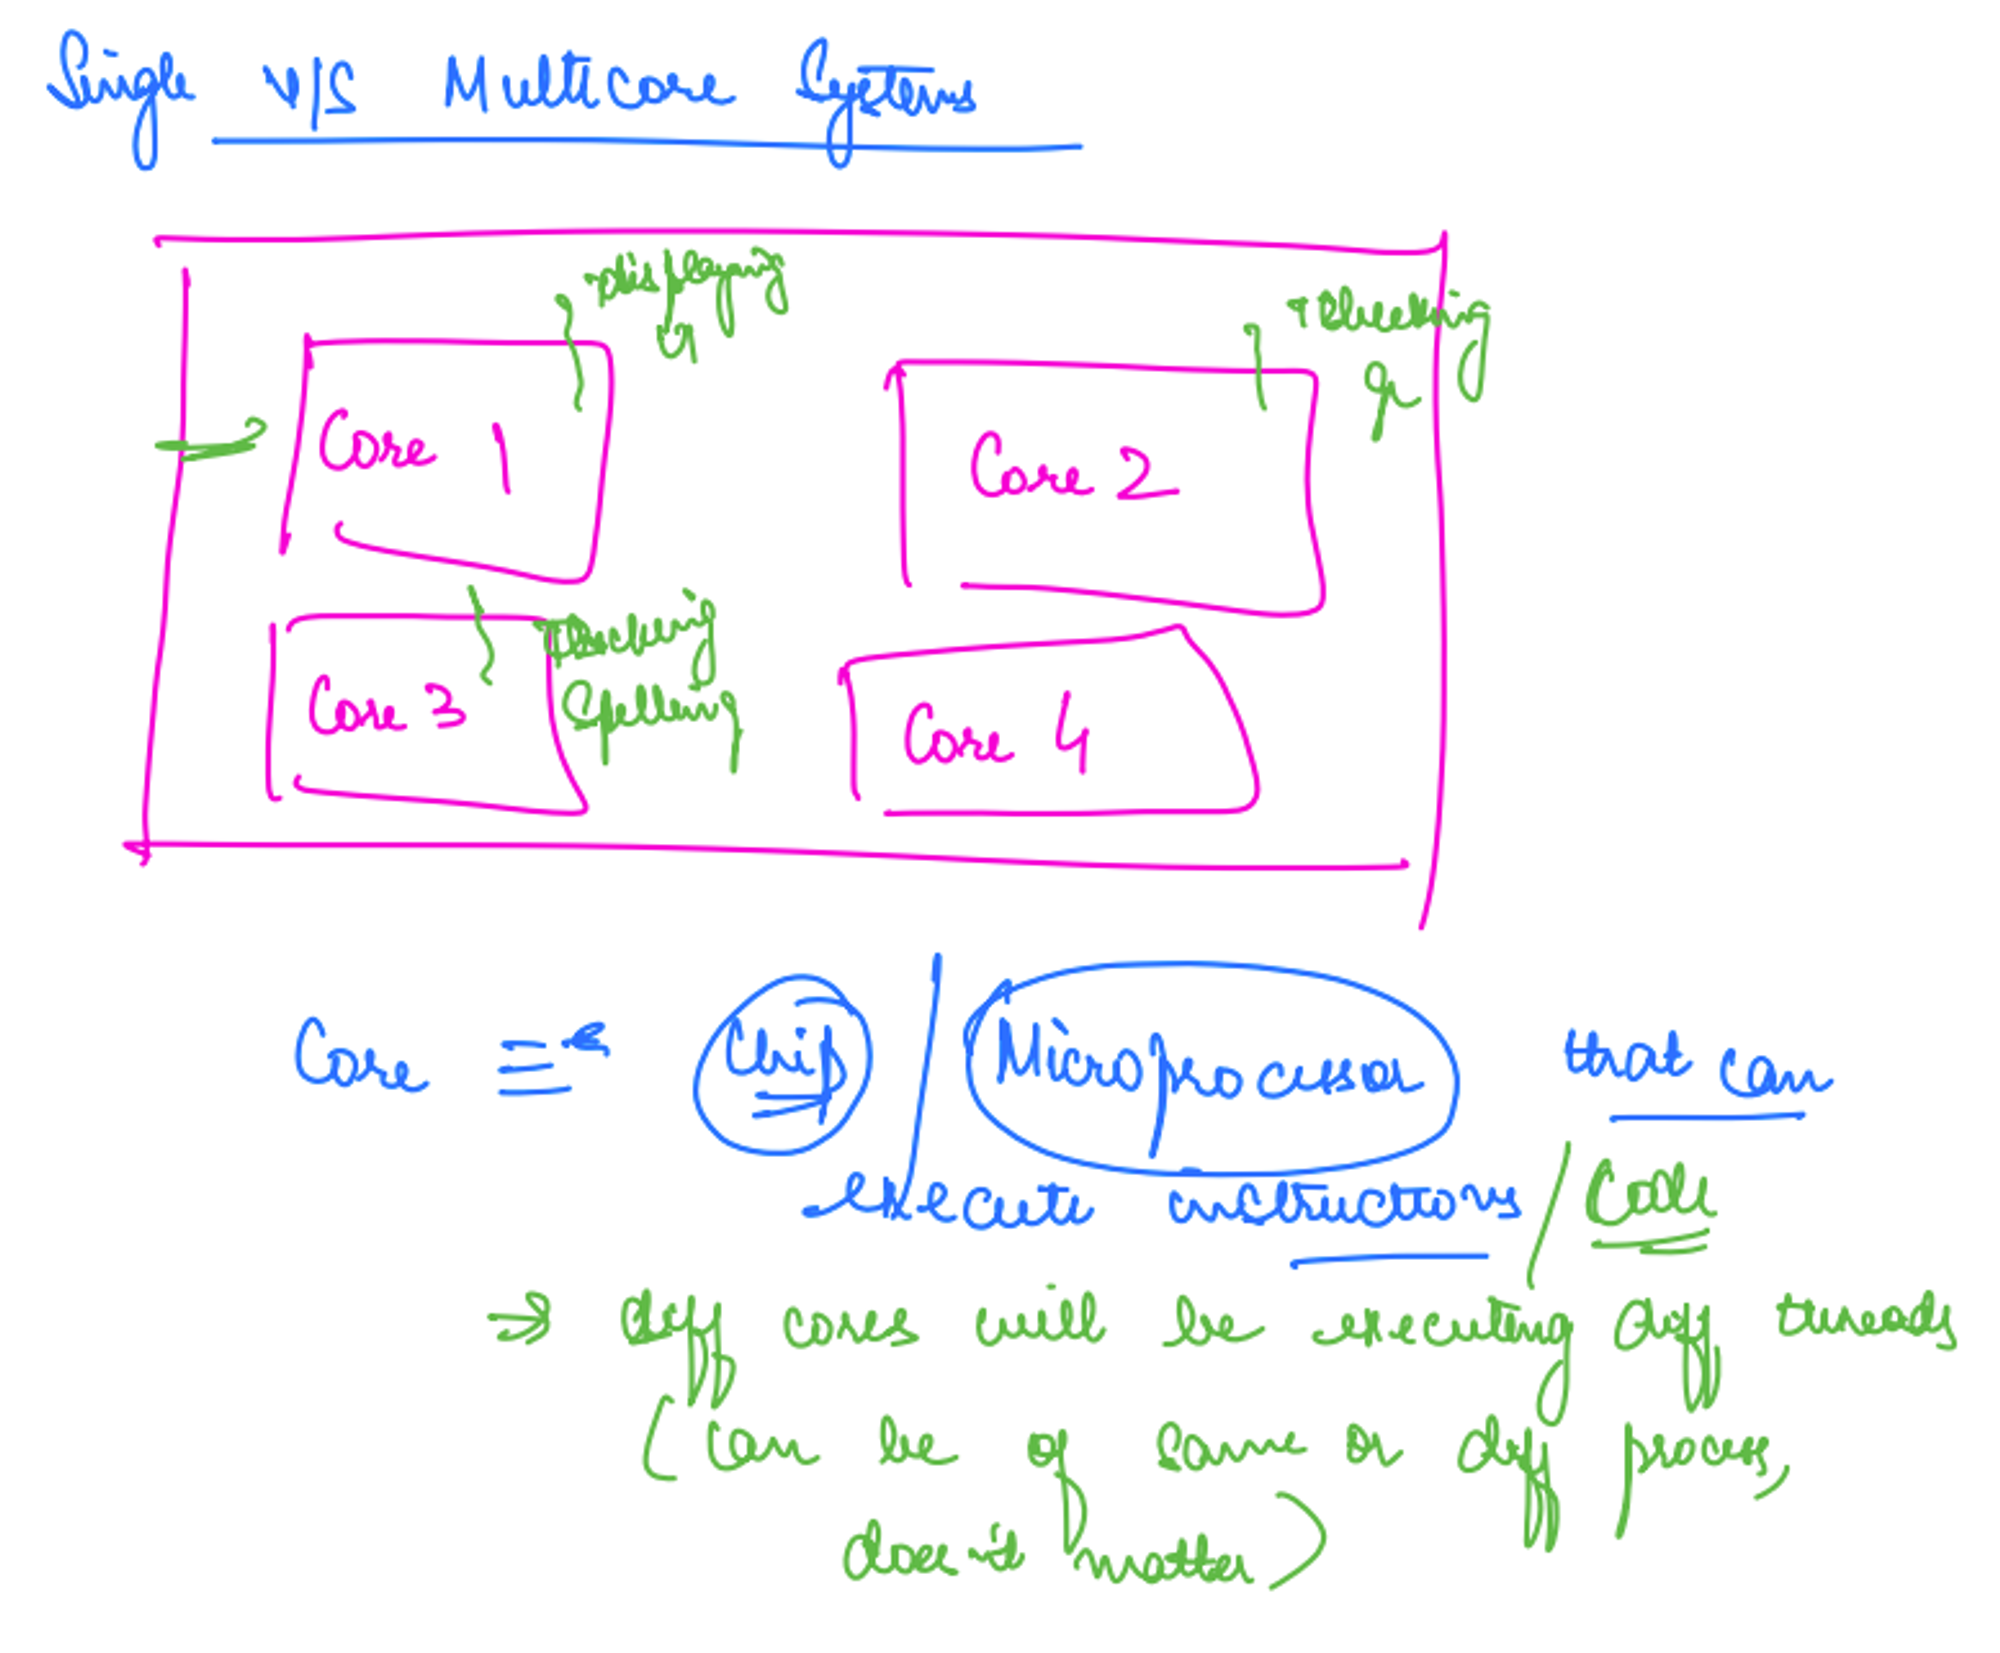 Single v/s Multicore Systems
displaying
UI
checking
gr
Core 1
Core 2
checking
Spelling
Core 3
Core 4
Core = Chip / Microprocessor that can
execute instructions / Code
=> diff cores will be executing diff threads
(can be of same or diff process,
doesn't matter)